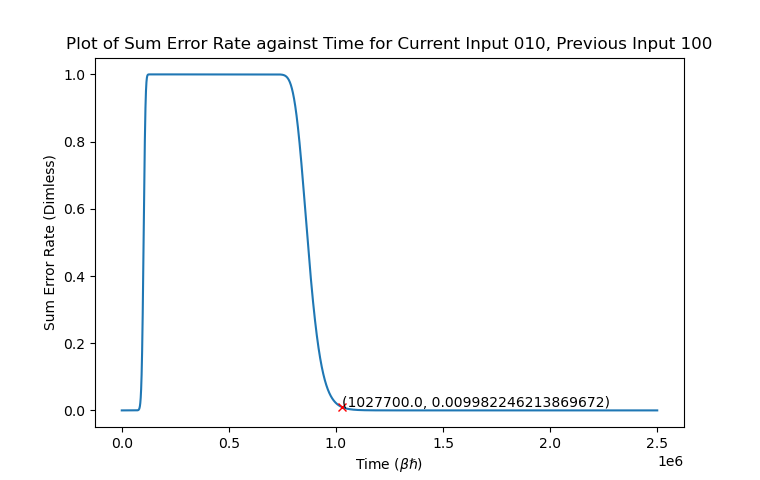 Plot of Sum Error Rate against Time for Current Input 010, Previous Input 100
Sum Error Rate (Dimless)
1.0
0.8
0.6
0.4
0.2
0.0
(1027700.0, 0.009982246213869672)
0.0 0.5 1.0 1.5 2.0 2.5
1e6
Time (βħ)